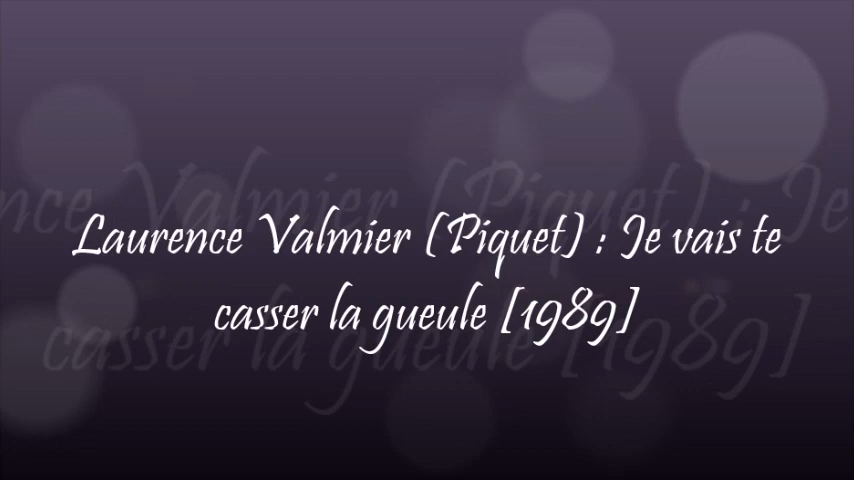 Laurence Valmier (Piquet) : Je vais te
casser la gueule [1989]